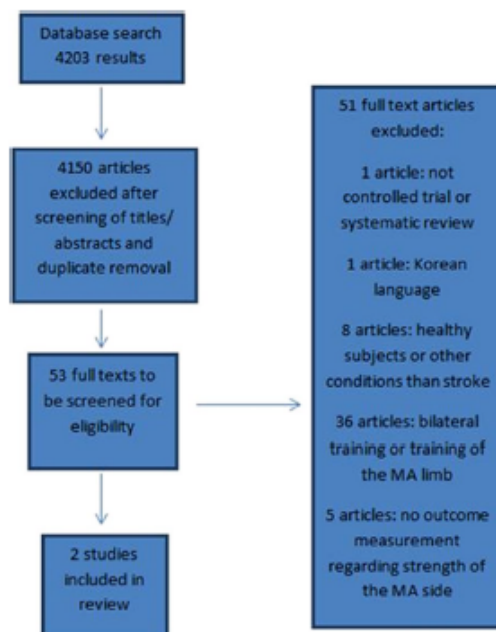 Database search
4203 results
4150 articles
excluded after
screening of titles/
abstracts and
duplicate removal
53 full texts to
be screened for
eligibility
2 studies
included in
review
51 full text articles
excluded:
1 article: not
controlled trial or
systematic review
1 article: Korean
language
8 articles: healthy
subjects or other
conditions than stroke
36 articles: bilateral
training or training of
the MA limb
5 articles: no outcome
measurement
regarding strength of
the MA side